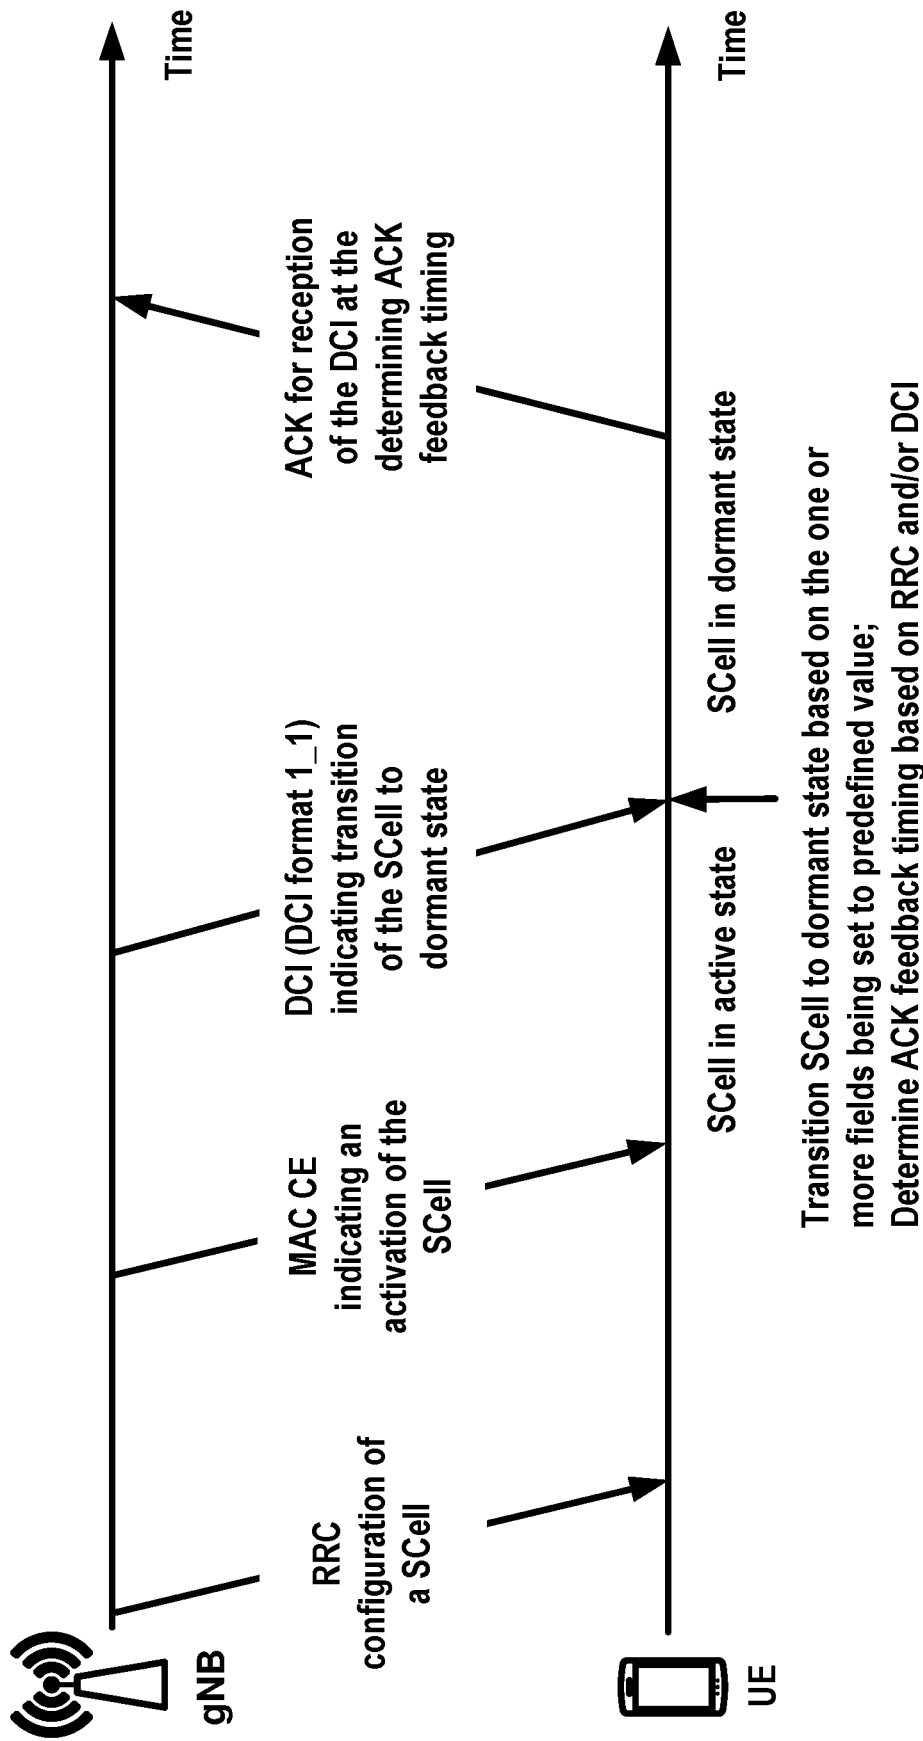 gNB
Time
RRC
configuration of
a SCell
MAC CE
indicating an
activation of the
SCell
DCI (DCI format 1_1)
indicating transition
of the SCell to
dormant state
ACK for reception
of the DCI at the
determining ACK
feedback timing
UE
Time
SCell in active state
SCell in dormant state
Transition SCell to dormant state based on the one or
more fields being set to predefined value;
Determine ACK feedback timing based on RRC and/or DCI